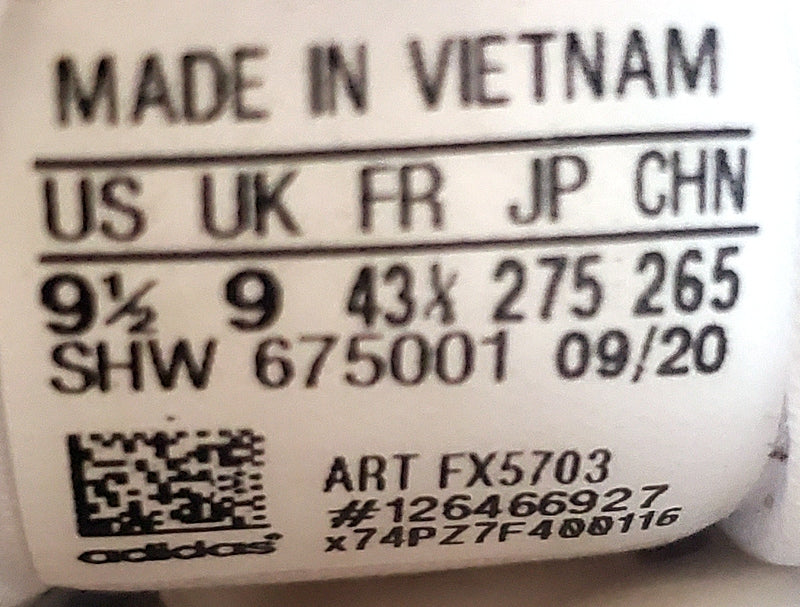 MADE IN VIETNAM
US UK FR JP CHN
9½ 9 43⅓ 275 265
SHW 675001 09/20
ART FX5703
#126466927
x74PZ7F400116
adidas